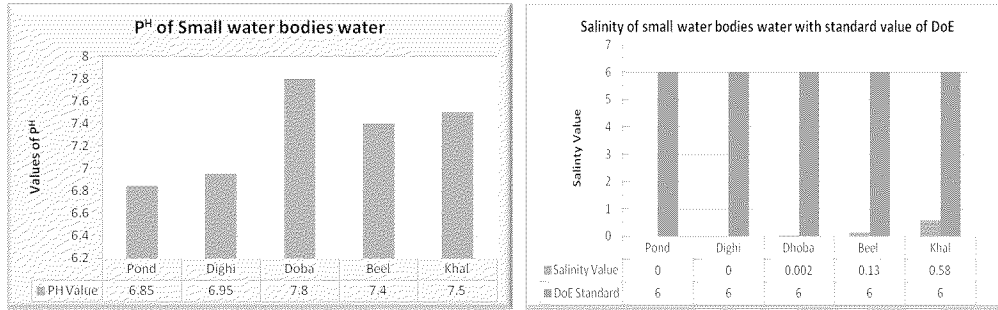 Pᴴ of Small water bodies water
8
7.8
7.6
7.4
7.2
7
6.8
6.6
6.4
6.2
Values of Pᴴ
Pond Dighi Doba Beel Khal
PH Value 6.85 6.95 7.8 7.4 7.5
Salinity of small water bodies water with standard value of DoE
7
6
5
4
3
2
1
0
Salinty Value
Pond Dighi Dhoba Beel Khal
Salinity Value 0 0 0.002 0.13 0.58
DoE Standard 6 6 6 6 6